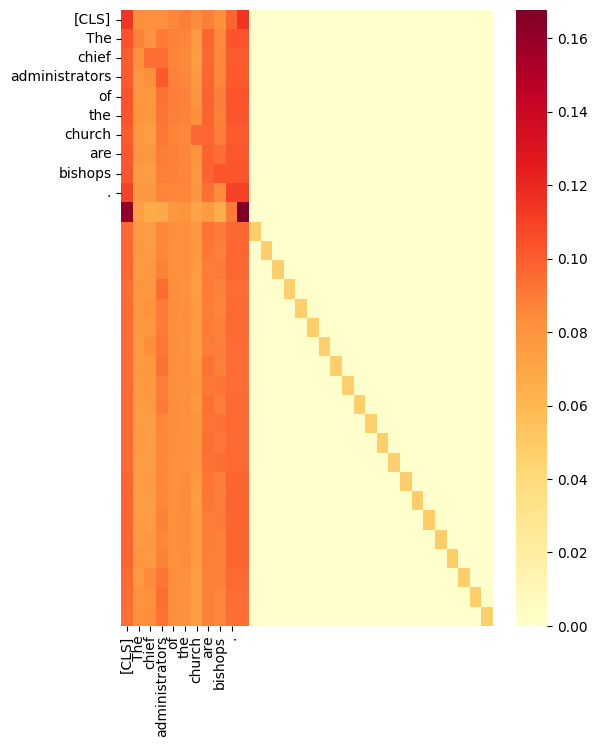 [CLS]
The
chief
administrators
of
the
church
are
bishops
.
0.16
0.14
0.12
0.10
0.08
0.06
0.04
0.02
0.00
[CLS]
The
chief
administrators
of
the
church
are
bishops
.